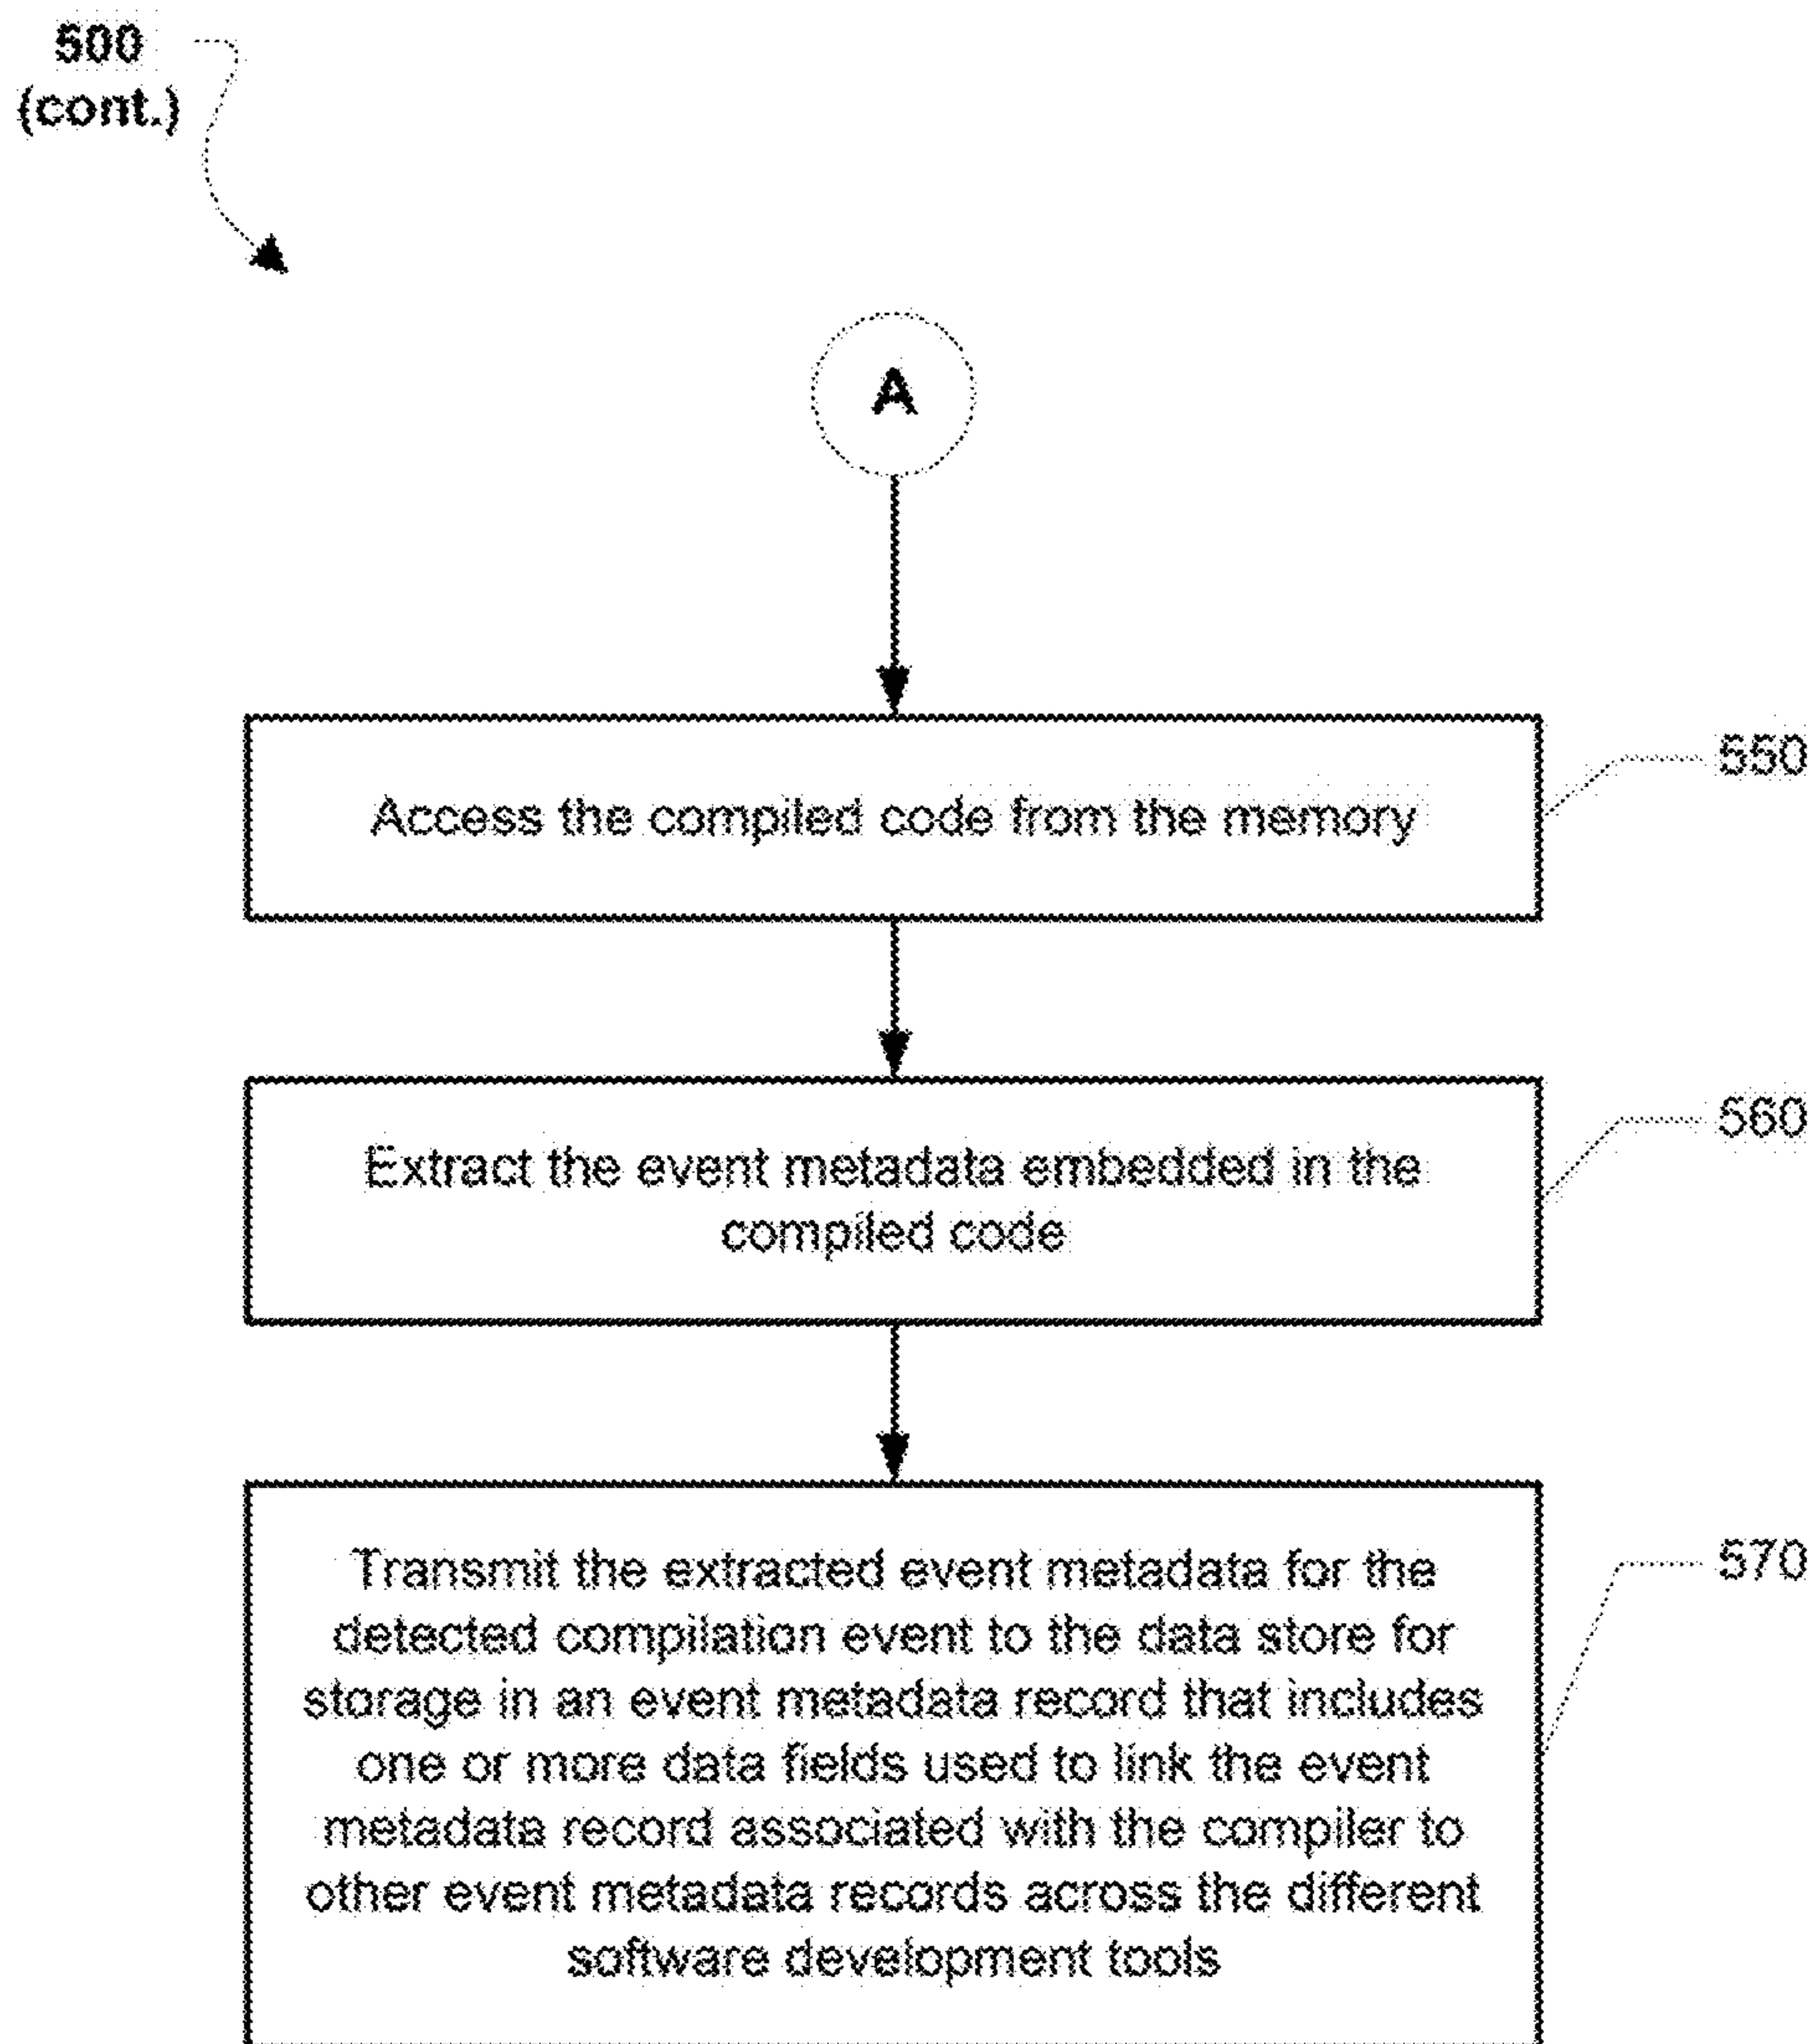 500
(cont.)
A
Access the compiled code from the memory
550
Extract the event metadata embedded in the
compiled code
560
Transmit the extracted event metadata for the
detected compilation event to the data store for
storage in an event metadata record that includes
one or more data fields used to link the event
metadata record associated with the compiler to
other event metadata records across the different
software development tools
570